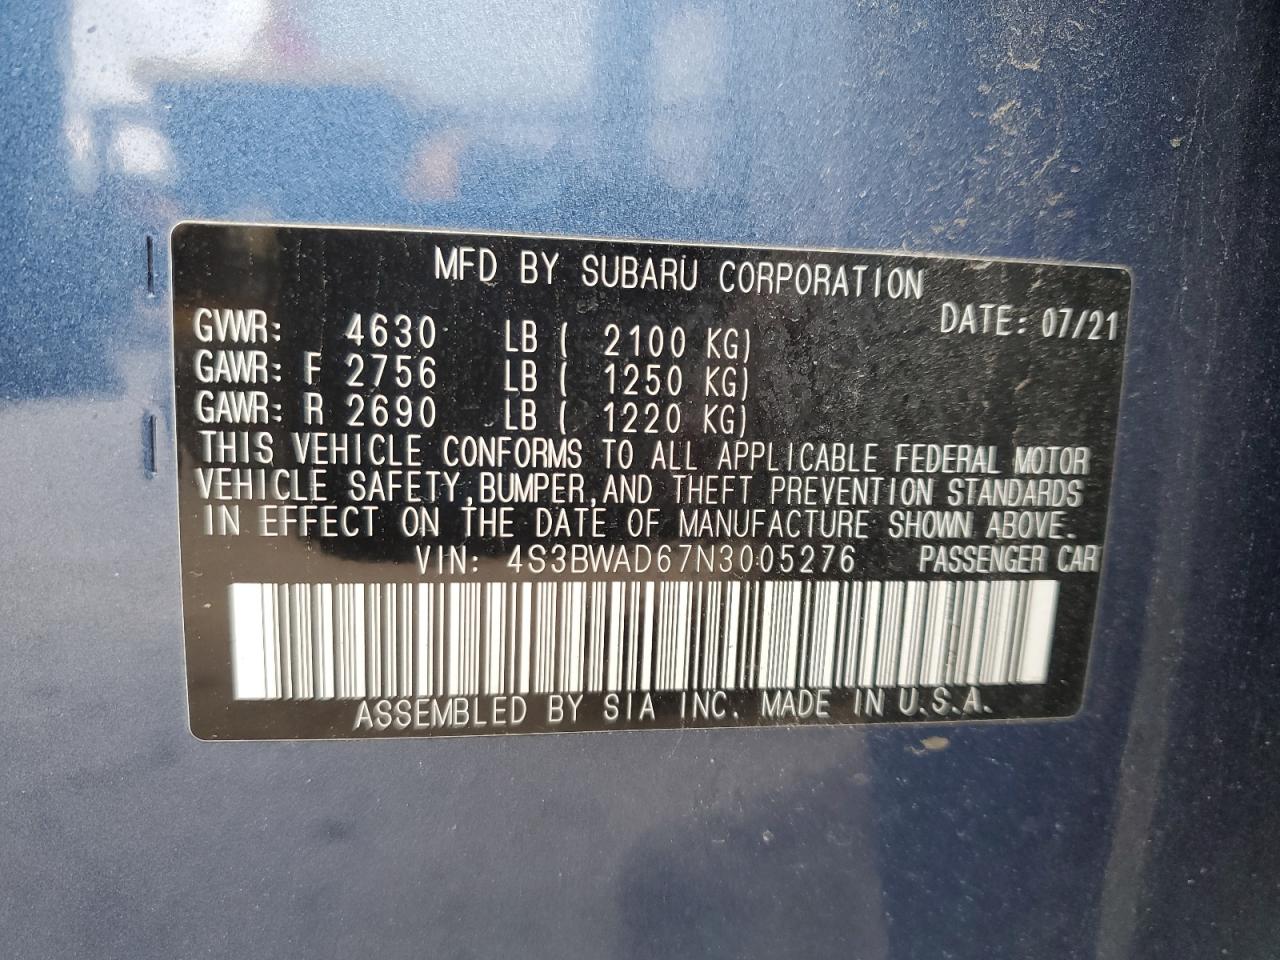 MFD BY SUBARU CORPORATION
DATE: 07/21
GVWR: 4630 LB ( 2100 KG)
GAWR: F 2756 LB ( 1250 KG)
GAWR: R 2690 LB ( 1220 KG)
THIS VEHICLE CONFORMS TO ALL APPLICABLE FEDERAL MOTOR
VEHICLE SAFETY, BUMPER, AND THEFT PREVENTION STANDARDS
IN EFFECT ON THE DATE OF MANUFACTURE SHOWN ABOVE.
VIN: 4S3BWAD67N3005276 PASSENGER CAR
ASSEMBLED BY SIA INC. MADE IN U.S.A.